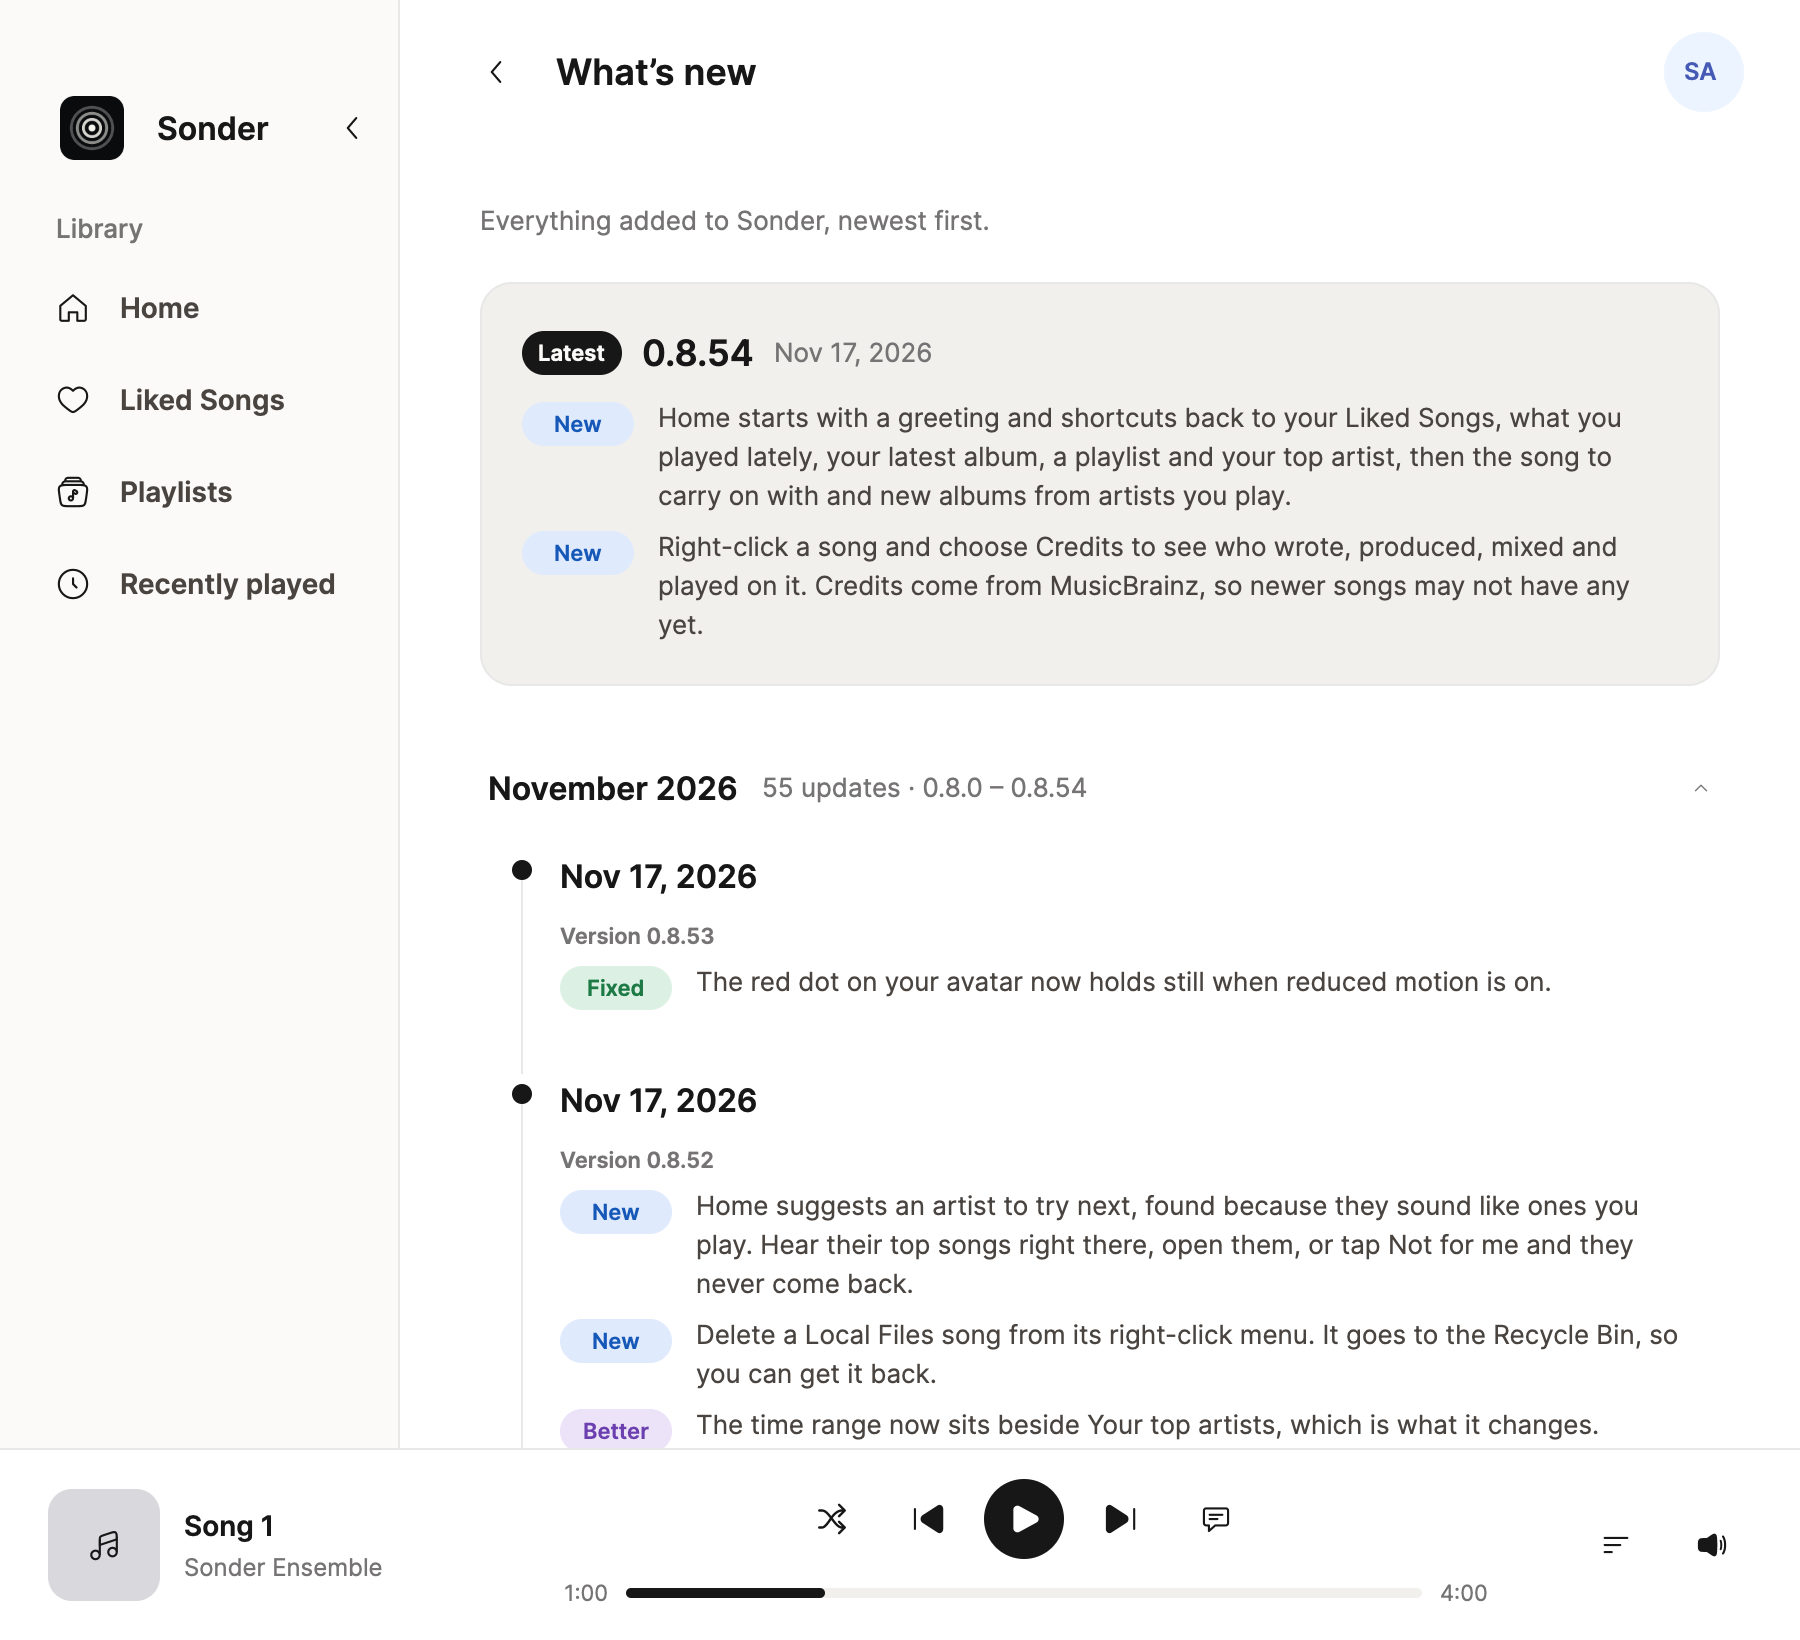 Sonder
Library
Home
Liked Songs
Playlists
Recently played
What’s new
SA
Everything added to Sonder, newest first.
Latest 0.8.54 Nov 17, 2026
New Home starts with a greeting and shortcuts back to your Liked Songs, what you
played lately, your latest album, a playlist and your top artist, then the song to
carry on with and new albums from artists you play.
New Right-click a song and choose Credits to see who wrote, produced, mixed and
played on it. Credits come from MusicBrainz, so newer songs may not have any
yet.
November 2026 55 updates · 0.8.0 – 0.8.54
Nov 17, 2026
Version 0.8.53
Fixed The red dot on your avatar now holds still when reduced motion is on.
Nov 17, 2026
Version 0.8.52
New Home suggests an artist to try next, found because they sound like ones you
play. Hear their top songs right there, open them, or tap Not for me and they
never come back.
New Delete a Local Files song from its right-click menu. It goes to the Recycle Bin, so
you can get it back.
Better The time range now sits beside Your top artists, which is what it changes.
Song 1
Sonder Ensemble
1:00 4:00